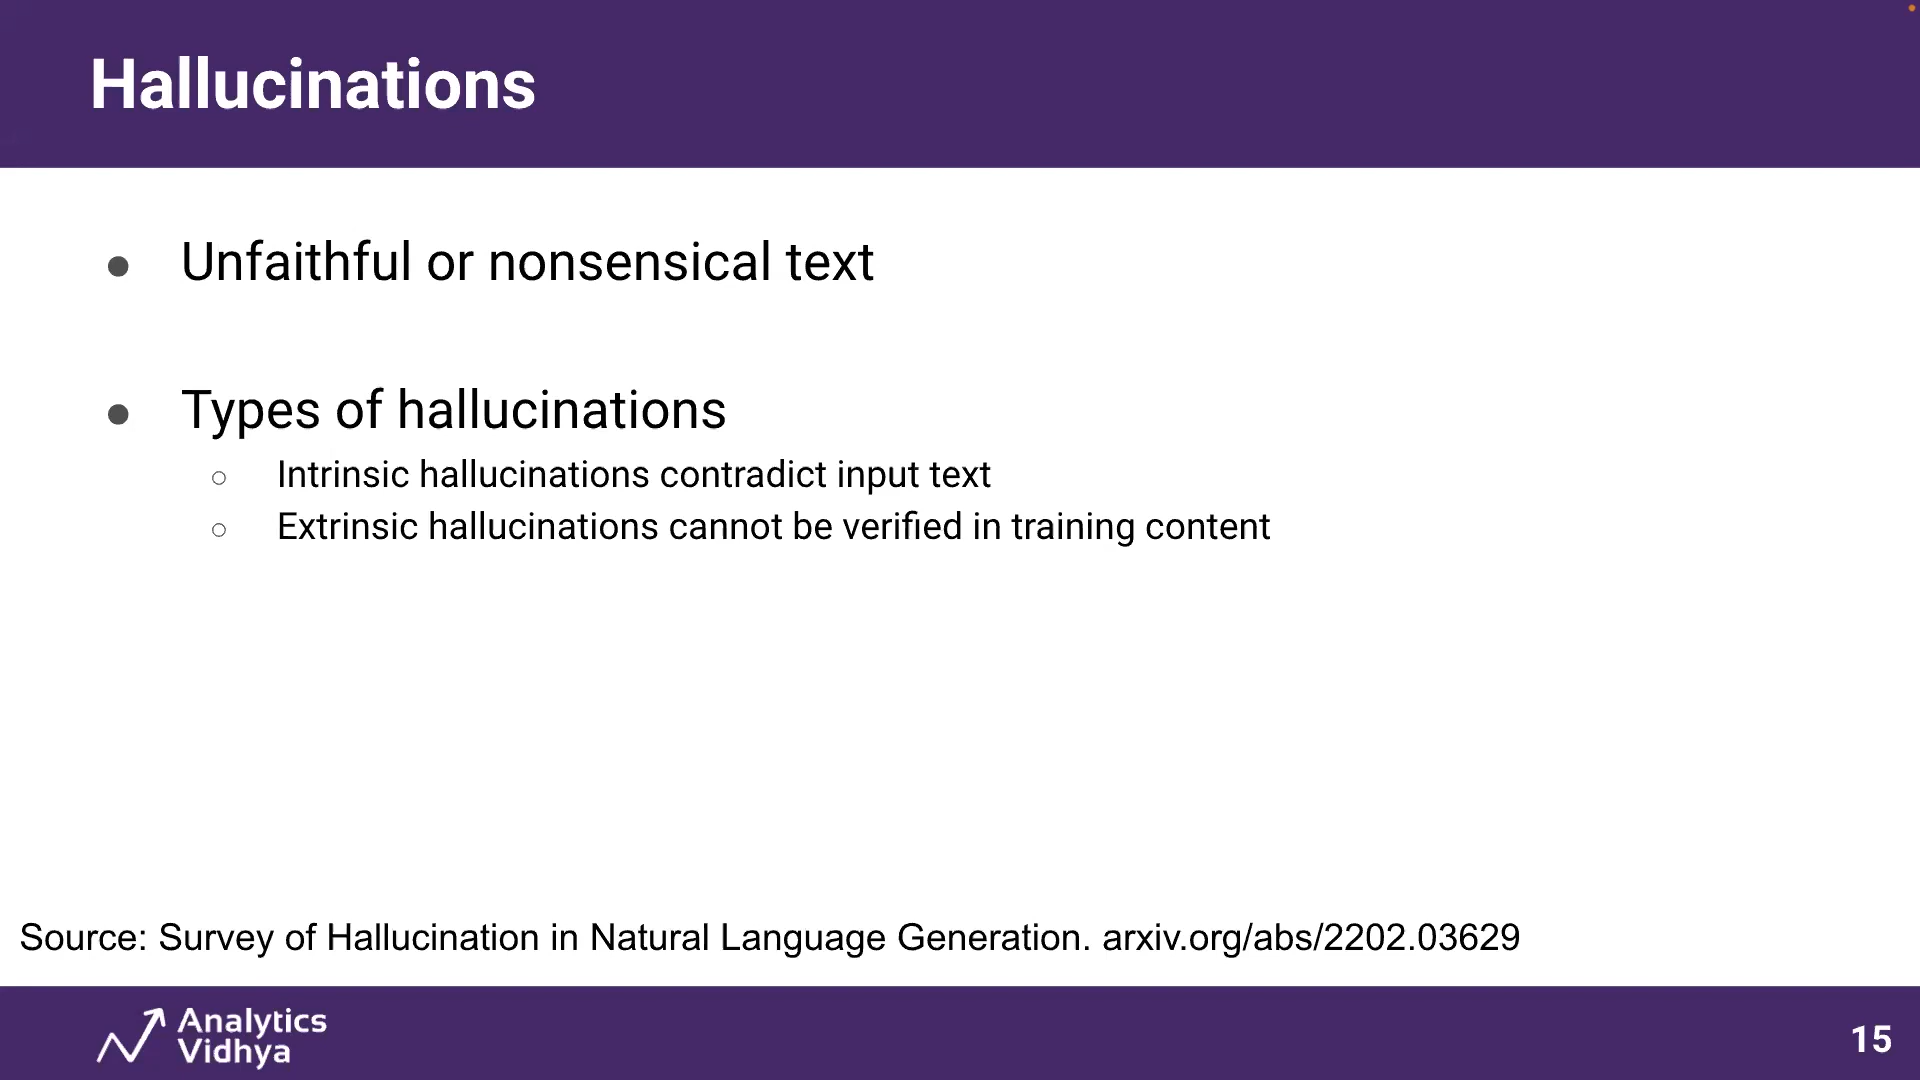 Hallucinations
● Unfaithful or nonsensical text
● Types of hallucinations
○ Intrinsic hallucinations contradict input text
○ Extrinsic hallucinations cannot be verified in training content
Source: Survey of Hallucination in Natural Language Generation. arxiv.org/abs/2202.03629
Analytics
Vidhya
15